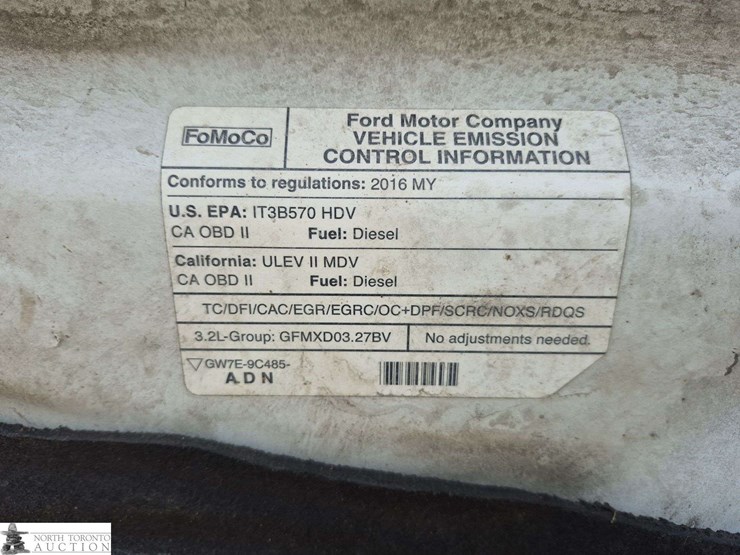 FoMoCo
Ford Motor Company
VEHICLE EMISSION
CONTROL INFORMATION
Conforms to regulations: 2016 MY
U.S. EPA: IT3B570 HDV
CA OBD II Fuel: Diesel
California: ULEV II MDV
CA OBD II Fuel: Diesel
TC/DFI/CAC/EGR/EGRC/OC+DPF/SCRC/NOXS/RDQS
3.2L-Group: GFMXD03.27BV No adjustments needed.
GW7E-9C485-
A D N
NORTH TORONTO
AUCTION